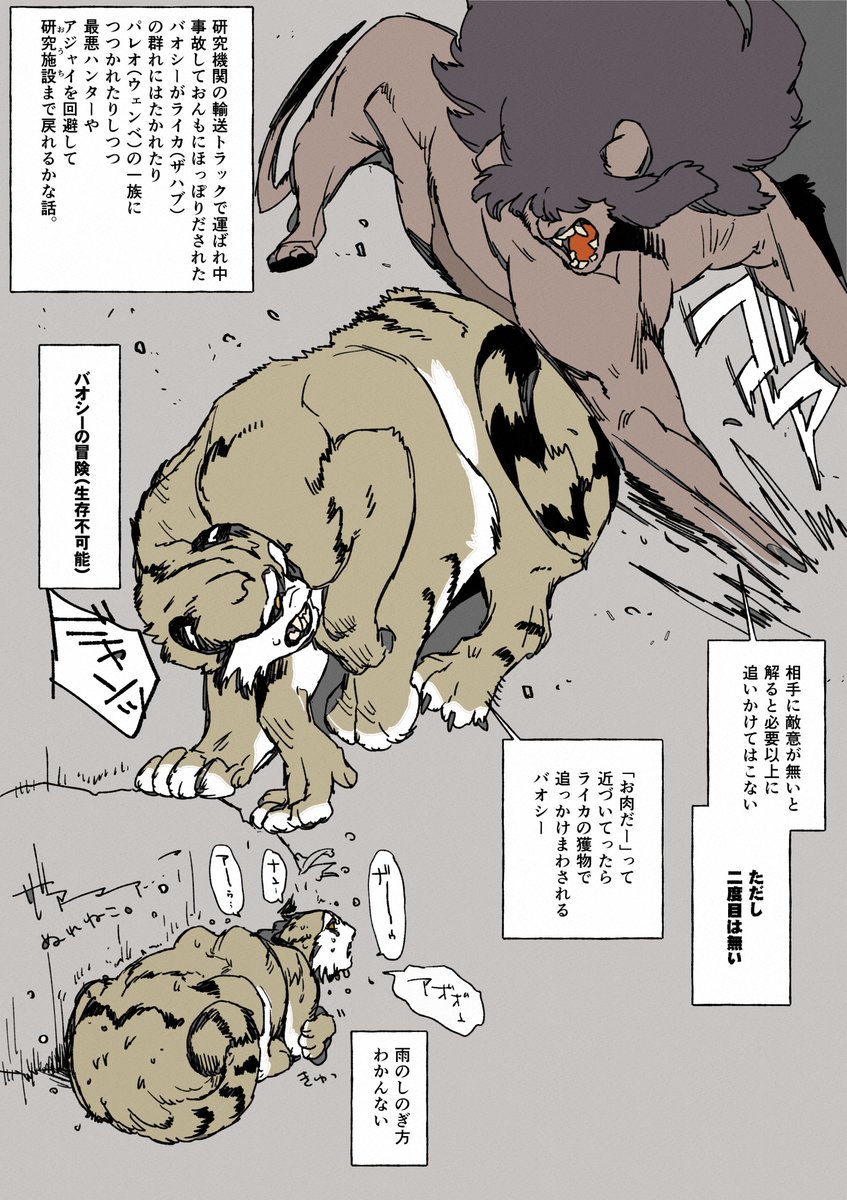 研究機関の輸送トラックで運ばれ中
事故しておんもにほっぽりだされた
バオシーがライカ(ザハブ)
の群れにはたかれたり
パレオ(ウェンベ)の一族に
つつかれたりしつつ
最悪ハンターや
アジャイを回避して
研究施設まで戻れるかな話。
おうち
バオシーの冒険(生存不可能)
ギャンッ
相手に敵意が無いと
解ると必要以上に
追いかけてはこない
ただし
二度目は無い
「お肉だー」って
近づいてったら
ライカの獲物で
追っかけまわされる
バオシー
ぬれねこ。
アーゥ…
アボボー
きゅっ
雨のしのぎ方
わかんない